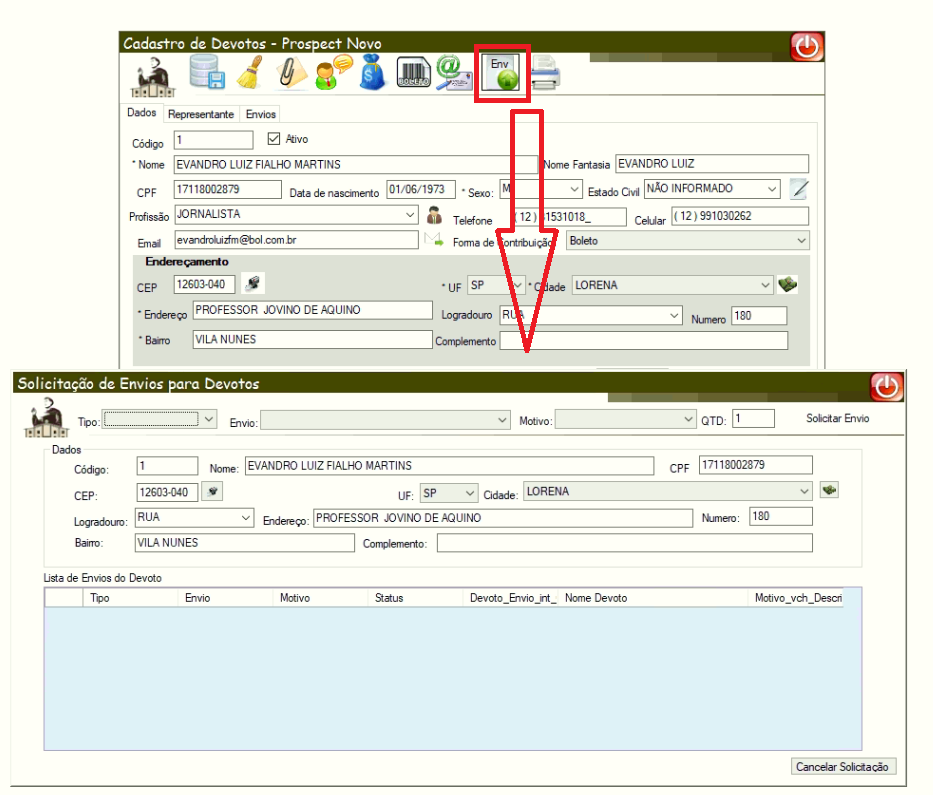 Cadastro de Devotos - Prospect Novo
BOLETO
Env
Dados Representante Envios
Código 1 Ativo
* Nome EVANDRO LUIZ FIALHO MARTINS Nome Fantasia EVANDRO LUIZ
CPF 17118002879 Data de nascimento 01/06/1973 * Sexo: M Estado Civil NÃO INFORMADO
Profissão JORNALISTA Telefone ( 12 ) 31531018_ Celular ( 12 ) 991030262
Email evandroluizfm@bol.com.br Forma de Contribuição Boleto
Endereçamento
CEP 12603-040 * UF SP * Cidade LORENA
* Endereço PROFESSOR JOVINO DE AQUINO Logradouro RUA Numero 180
* Bairro VILA NUNES Complemento
Solicitação de Envios para Devotos
Tipo: Envio: Motivo: QTD: 1 Solicitar Envio
Dados
Código: 1 Nome: EVANDRO LUIZ FIALHO MARTINS CPF 17118002879
CEP: 12603-040 UF: SP Cidade: LORENA
Logradouro: RUA Endereço: PROFESSOR JOVINO DE AQUINO Numero: 180
Bairro: VILA NUNES Complemento:
Lista de Envios do Devoto
Tipo Envio Motivo Status Devoto_Envio_int_ Nome Devoto Motivo_vch_Descri
Cancelar Solicitação